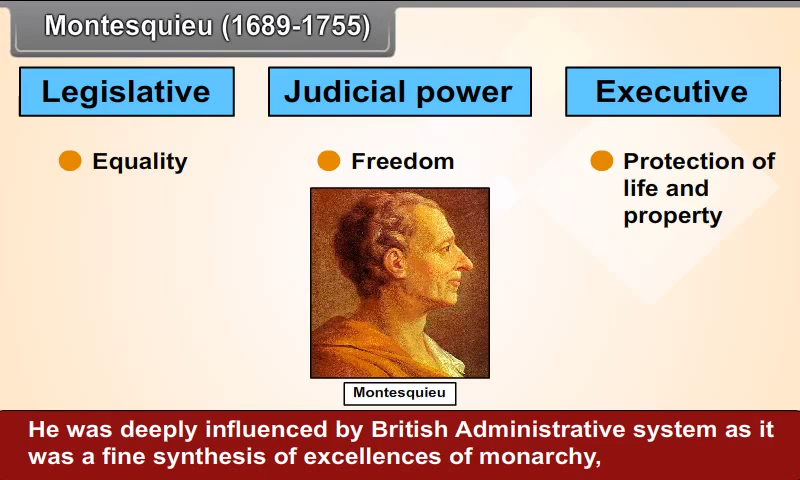 Montesquieu (1689-1755)
Legislative
Judicial power
Executive
Equality
Freedom
Protection of
life and
property
Montesquieu
He was deeply influenced by British Administrative system as it
was a fine synthesis of excellences of monarchy,